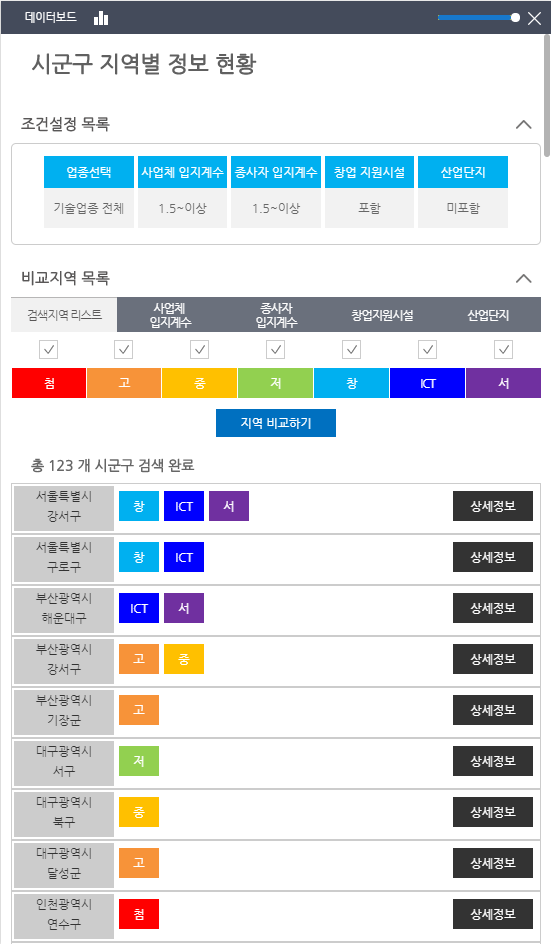 데이터보드
시군구 지역별 정보 현황
조건설정 목록
업종선택 사업체 입지계수 종사자 입지계수 창업 지원시설 산업단지
기술업종 전체 1.5~이상 1.5~이상 포함 미포함
비교지역 목록
검색지역 리스트 사업체 입지계수 종사자 입지계수 창업지원시설 산업단지
첨 고 중 저 창 ICT 서
지역 비교하기
총 123 개 시군구 검색 완료
서울특별시
강서구
창 ICT 서 상세정보
서울특별시
구로구
창 ICT 상세정보
부산광역시
해운대구
ICT 서 상세정보
부산광역시
강서구
고 중 상세정보
부산광역시
기장군
고 상세정보
대구광역시
서구
저 상세정보
대구광역시
북구
중 상세정보
대구광역시
달성군
고 상세정보
인천광역시
연수구
첨 상세정보